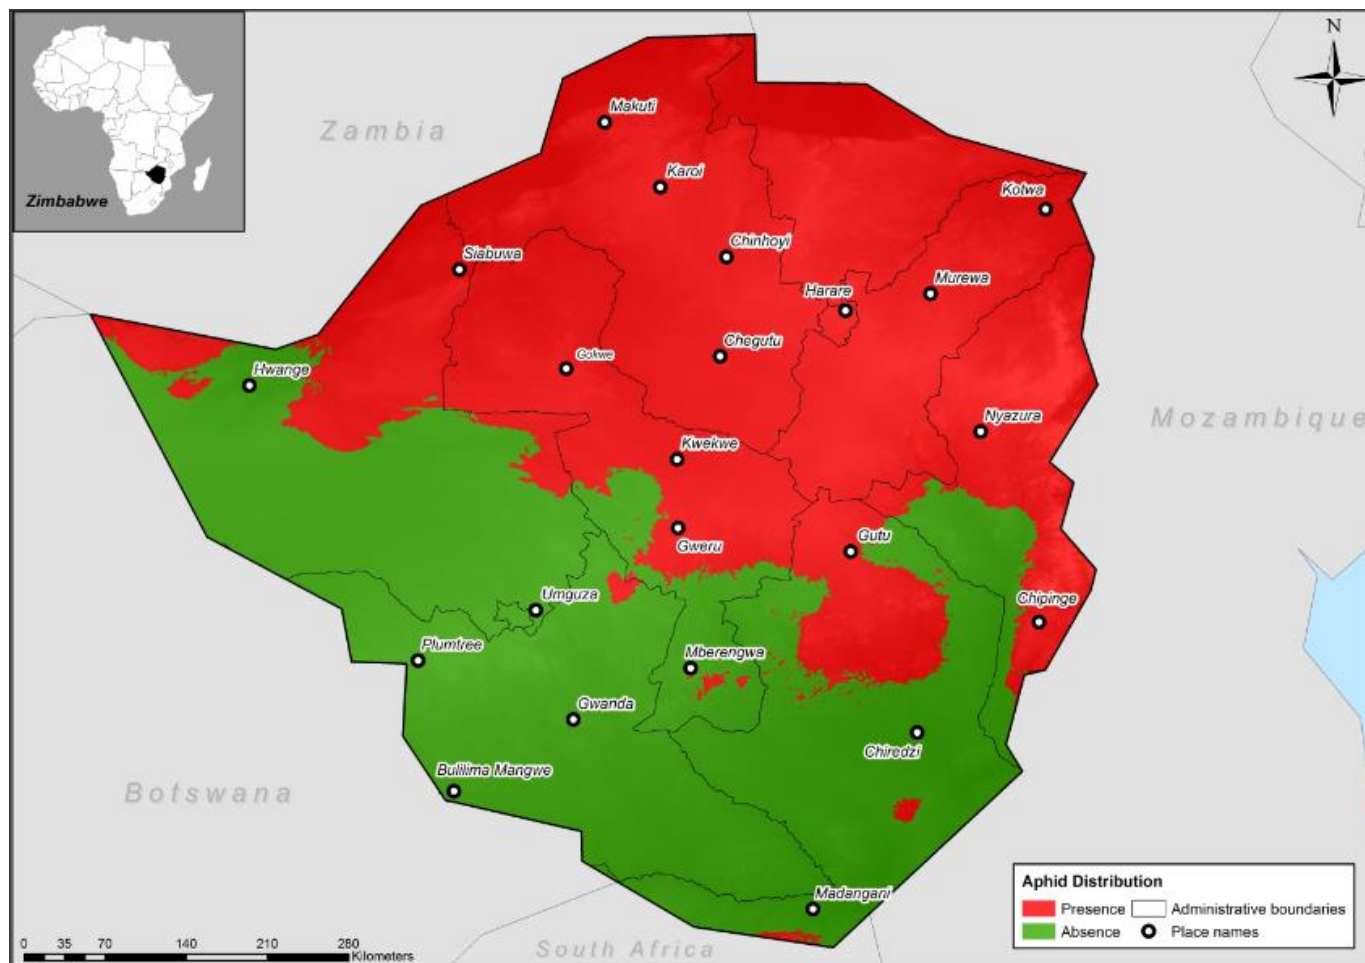 N
Zambia
Makuti
Karoi
Kotwa
Zimbabwe
Chinhoyi
Siabuwa
Murewa
Harare
Chegutu
Gokwe
Hwange
Mozambique
Nyazura
Kwekwe
Gutu
Gweru
Umguza
Chipinge
Plumtree
Mberengwa
Gwanda
Chiredzi
Bulilima Mangwe
Botswana
Madangani
South Africa
Aphid Distribution
Presence Administrative boundaries
Absence Place names
0 35 70 140 210 280
Kilometers